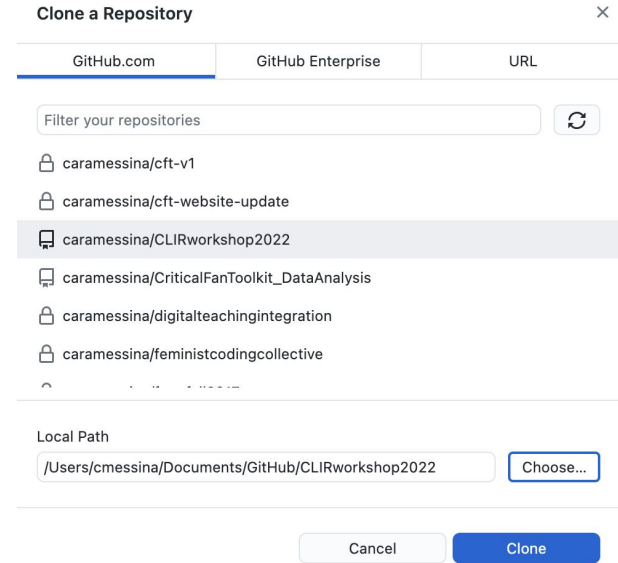 Clone a Repository
GitHub.com GitHub Enterprise URL
Filter your repositories
caramessina/cft-v1
caramessina/cft-website-update
caramessina/CLIRworkshop2022
caramessina/CriticalFanToolkit_DataAnalysis
caramessina/digitalteachingintegration
caramessina/feministcodingcollective
Local Path
/Users/cmessina/Documents/GitHub/CLIRworkshop2022 Choose...
Cancel Clone